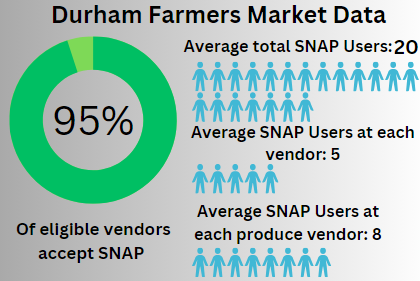 Durham Farmers Market Data
Average total SNAP Users:20
95%
Average SNAP Users at each
vendor: 5
Of eligible vendors
accept SNAP
Average SNAP Users at
each produce vendor: 8